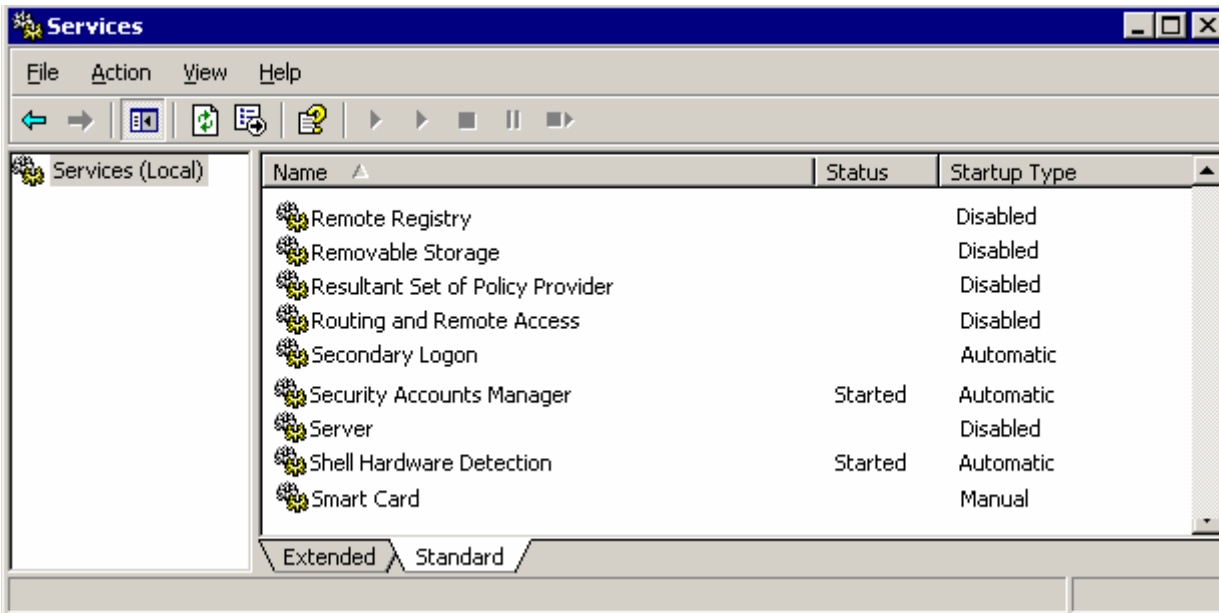 Services
File Action View Help
Services (Local)
Name Status Startup Type
Remote Registry Disabled
Removable Storage Disabled
Resultant Set of Policy Provider Disabled
Routing and Remote Access Disabled
Secondary Logon Automatic
Security Accounts Manager Started Automatic
Server Disabled
Shell Hardware Detection Started Automatic
Smart Card Manual
Extended Standard